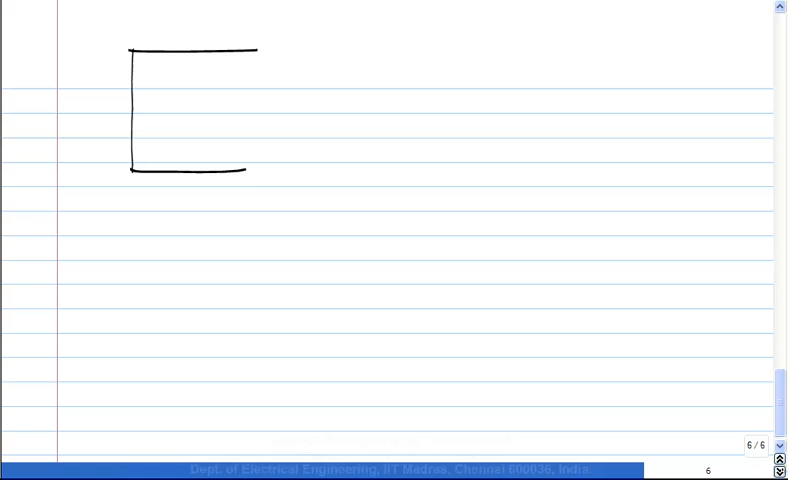 6 / 6
Dept. of Electrical Engineering, IIT Madras, Chennai 600036, India.
6